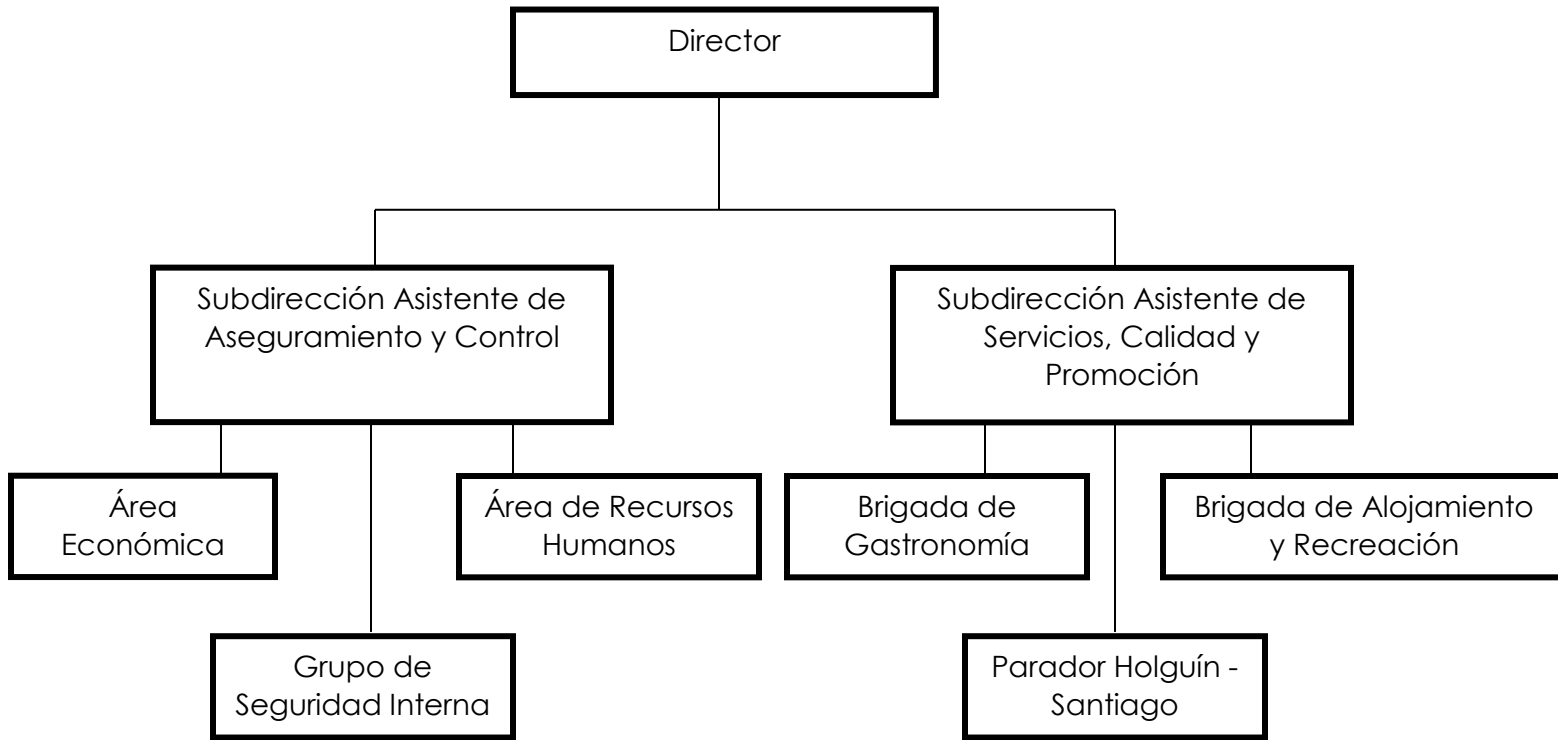 Director
Subdirección Asistente de
Aseguramiento y Control
Subdirección Asistente de
Servicios, Calidad y
Promoción
Área
Económica
Área de Recursos
Humanos
Brigada de
Gastronomía
Brigada de Alojamiento
y Recreación
Grupo de
Seguridad Interna
Parador Holguín -
Santiago